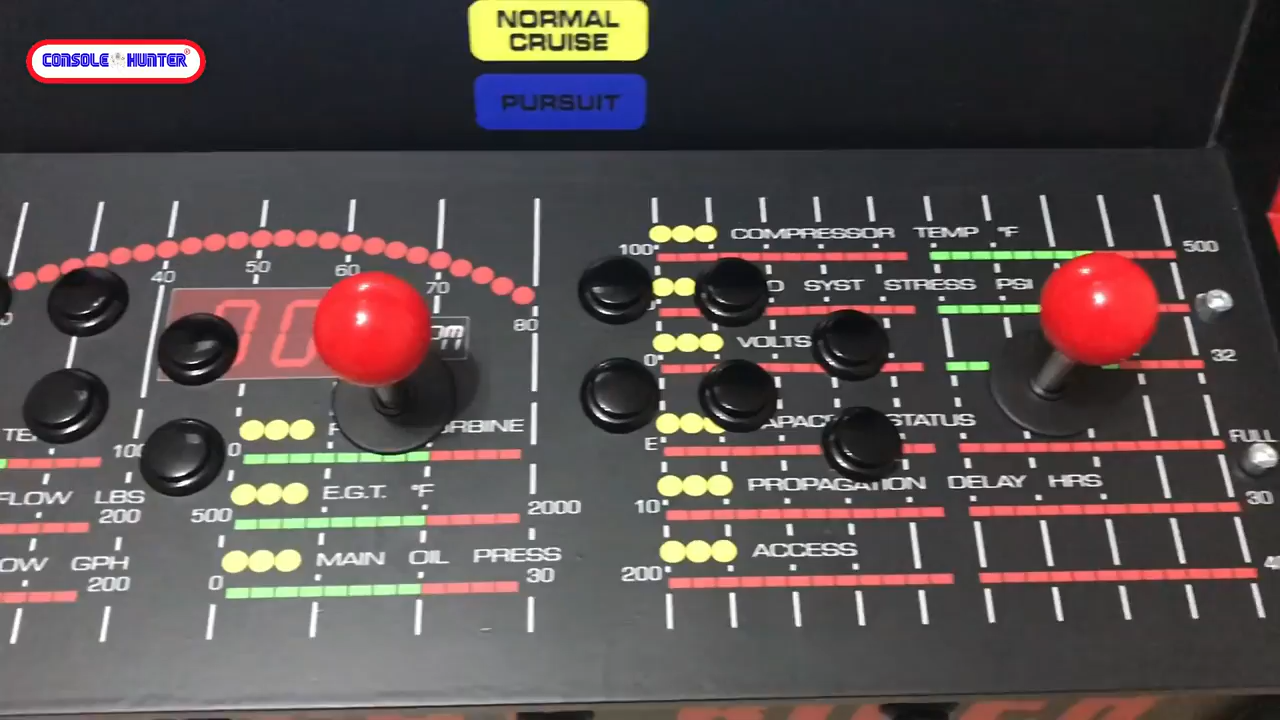 CONSOLE HUNTER®
NORMAL
CRUISE
PURSUIT
40 50 60 70 80
100 COMPRESSOR TEMP °F 500
SYST STRESS PSI
0 VOLTS 32
E STATUS FULL
10 PROPAGATION DELAY HRS 30
200 ACCESS
0
500 E.G.T. °F 2000
0 MAIN OIL PRESS 30
FLOW LBS
200
GPH
200